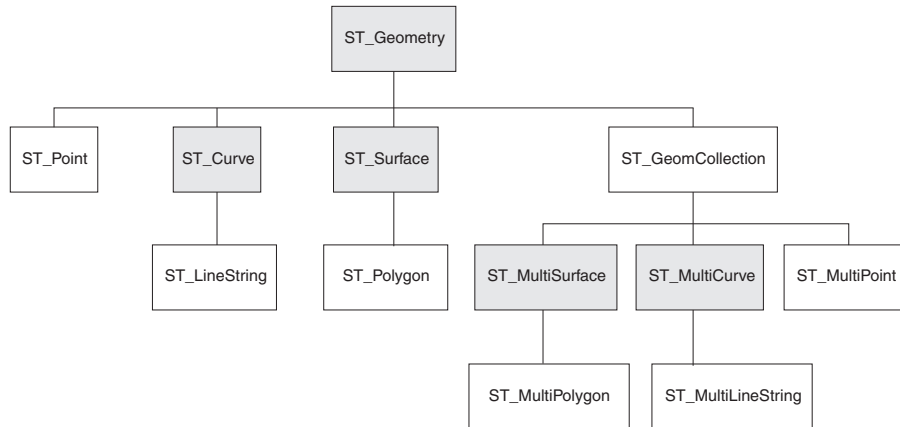 ST_Geometry
ST_Point
ST_Curve
ST_Surface
ST_GeomCollection
ST_LineString
ST_Polygon
ST_MultiSurface
ST_MultiCurve
ST_MultiPoint
ST_MultiPolygon
ST_MultiLineString